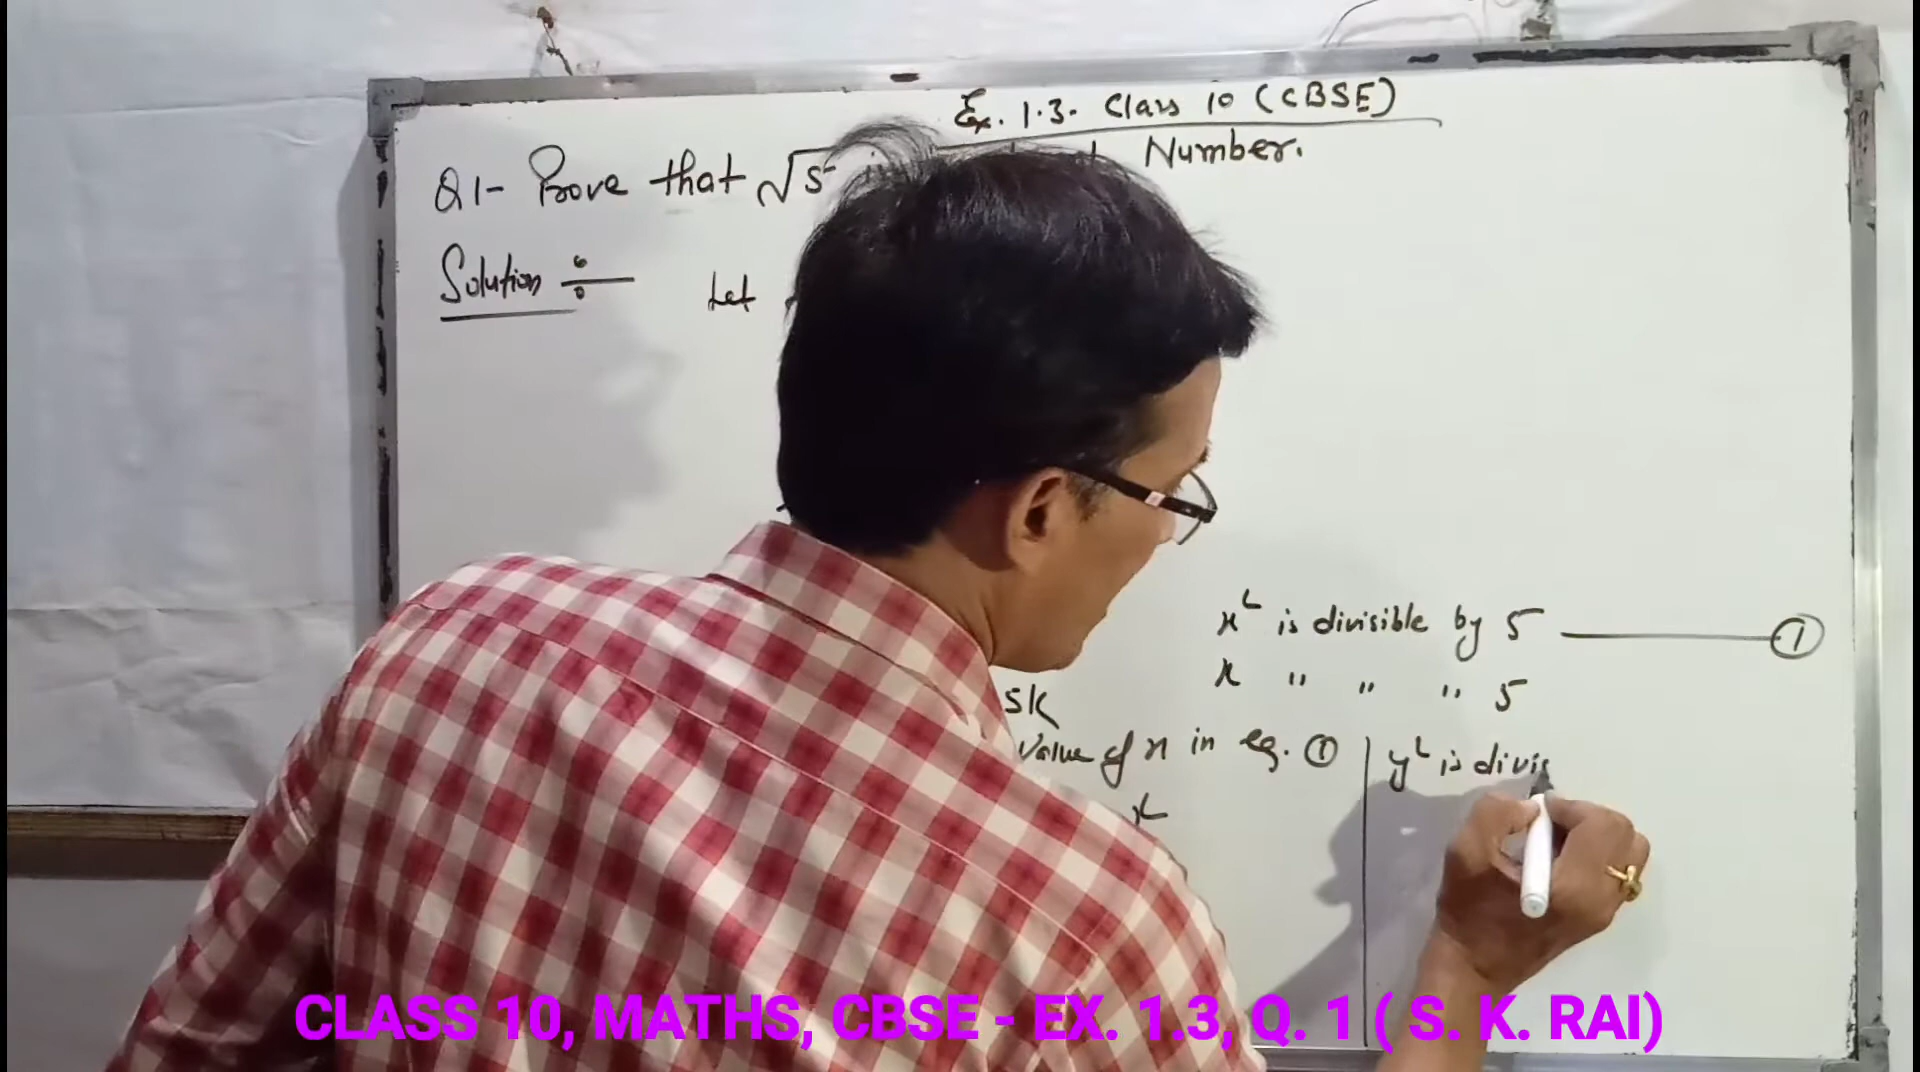 Ex. 1.3. Class 10 (CBSE)
Q1- Prove that √5 Number.
Solution ÷ Let
x² is divisible by 5 ①
x " " " 5
5K
Value of x in eq. ①
y² is divis
CLASS 10, MATHS, CBSE - EX. 1.3, Q. 1 ( S. K. RAI)